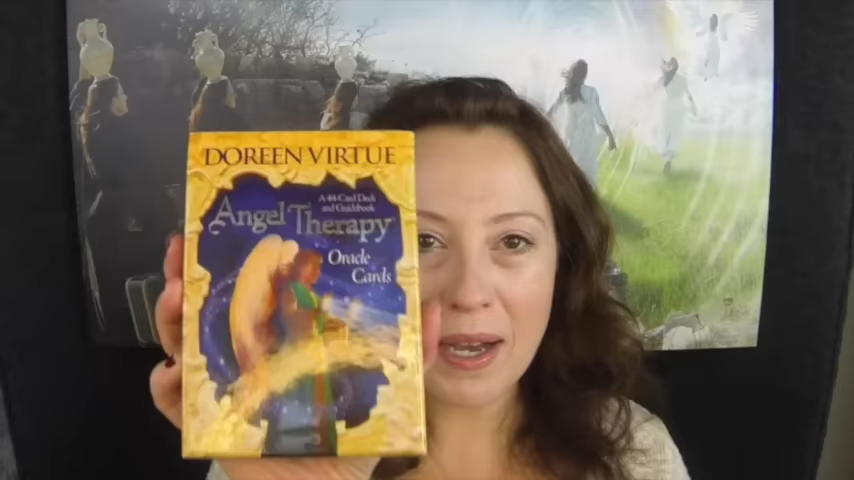 DOREEN VIRTUE
A 44-Card Deck
and Guidebook
Angel Therapy
Oracle
Cards